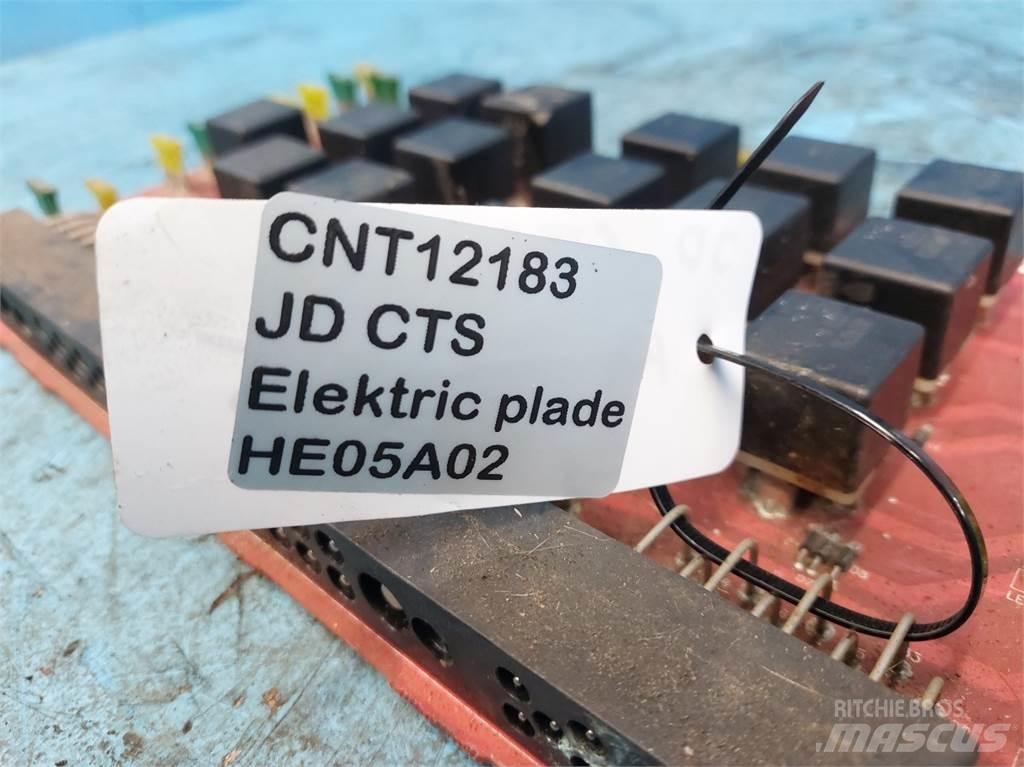 CNT12183
JD CTS
Elektric plade
HE05A02
RITCHIE BROS.
MASCUS